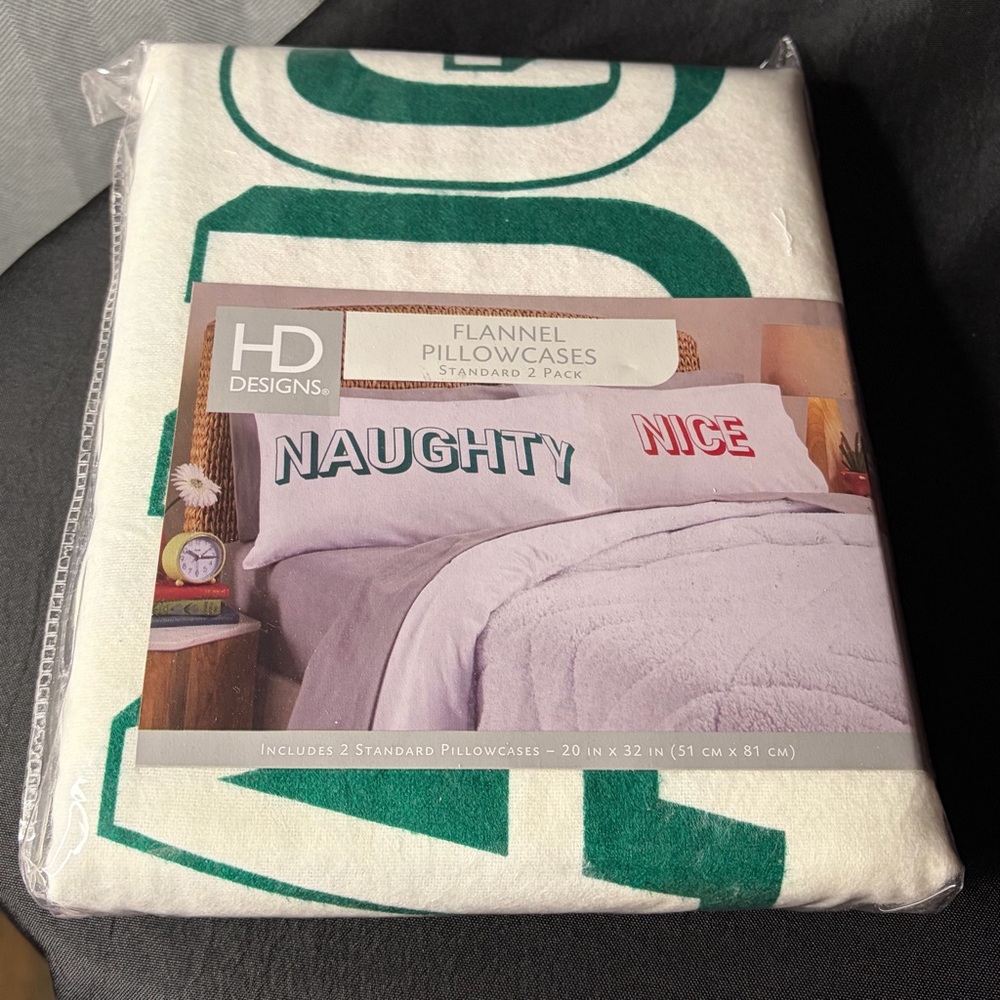 HD
DESIGNS®
FLANNEL
PILLOWCASES
STANDARD 2 PACK
NAUGHTY
NICE
INCLUDES 2 STANDARD PILLOWCASES – 20 IN X 32 IN (51 CM X 81 CM)